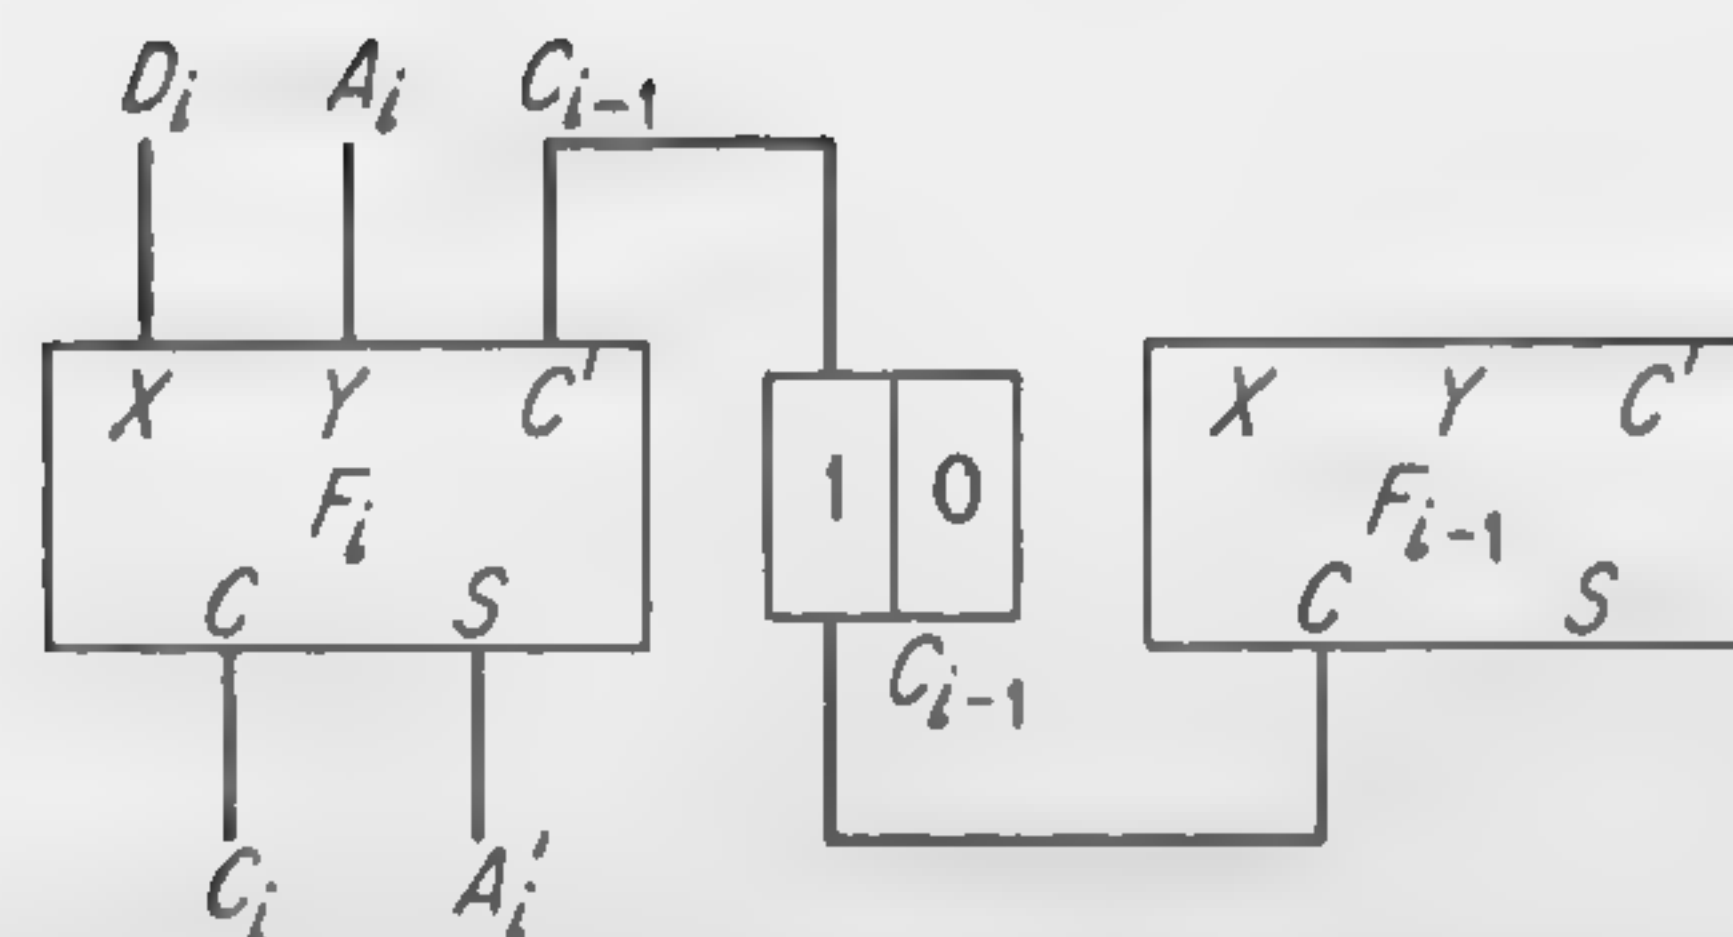 D_i A_i C_{i-1}
X Y C'
F_i
C S
C_i A_i'
1 0
C_{i-1}
X Y C'
F_{i-1}
C S